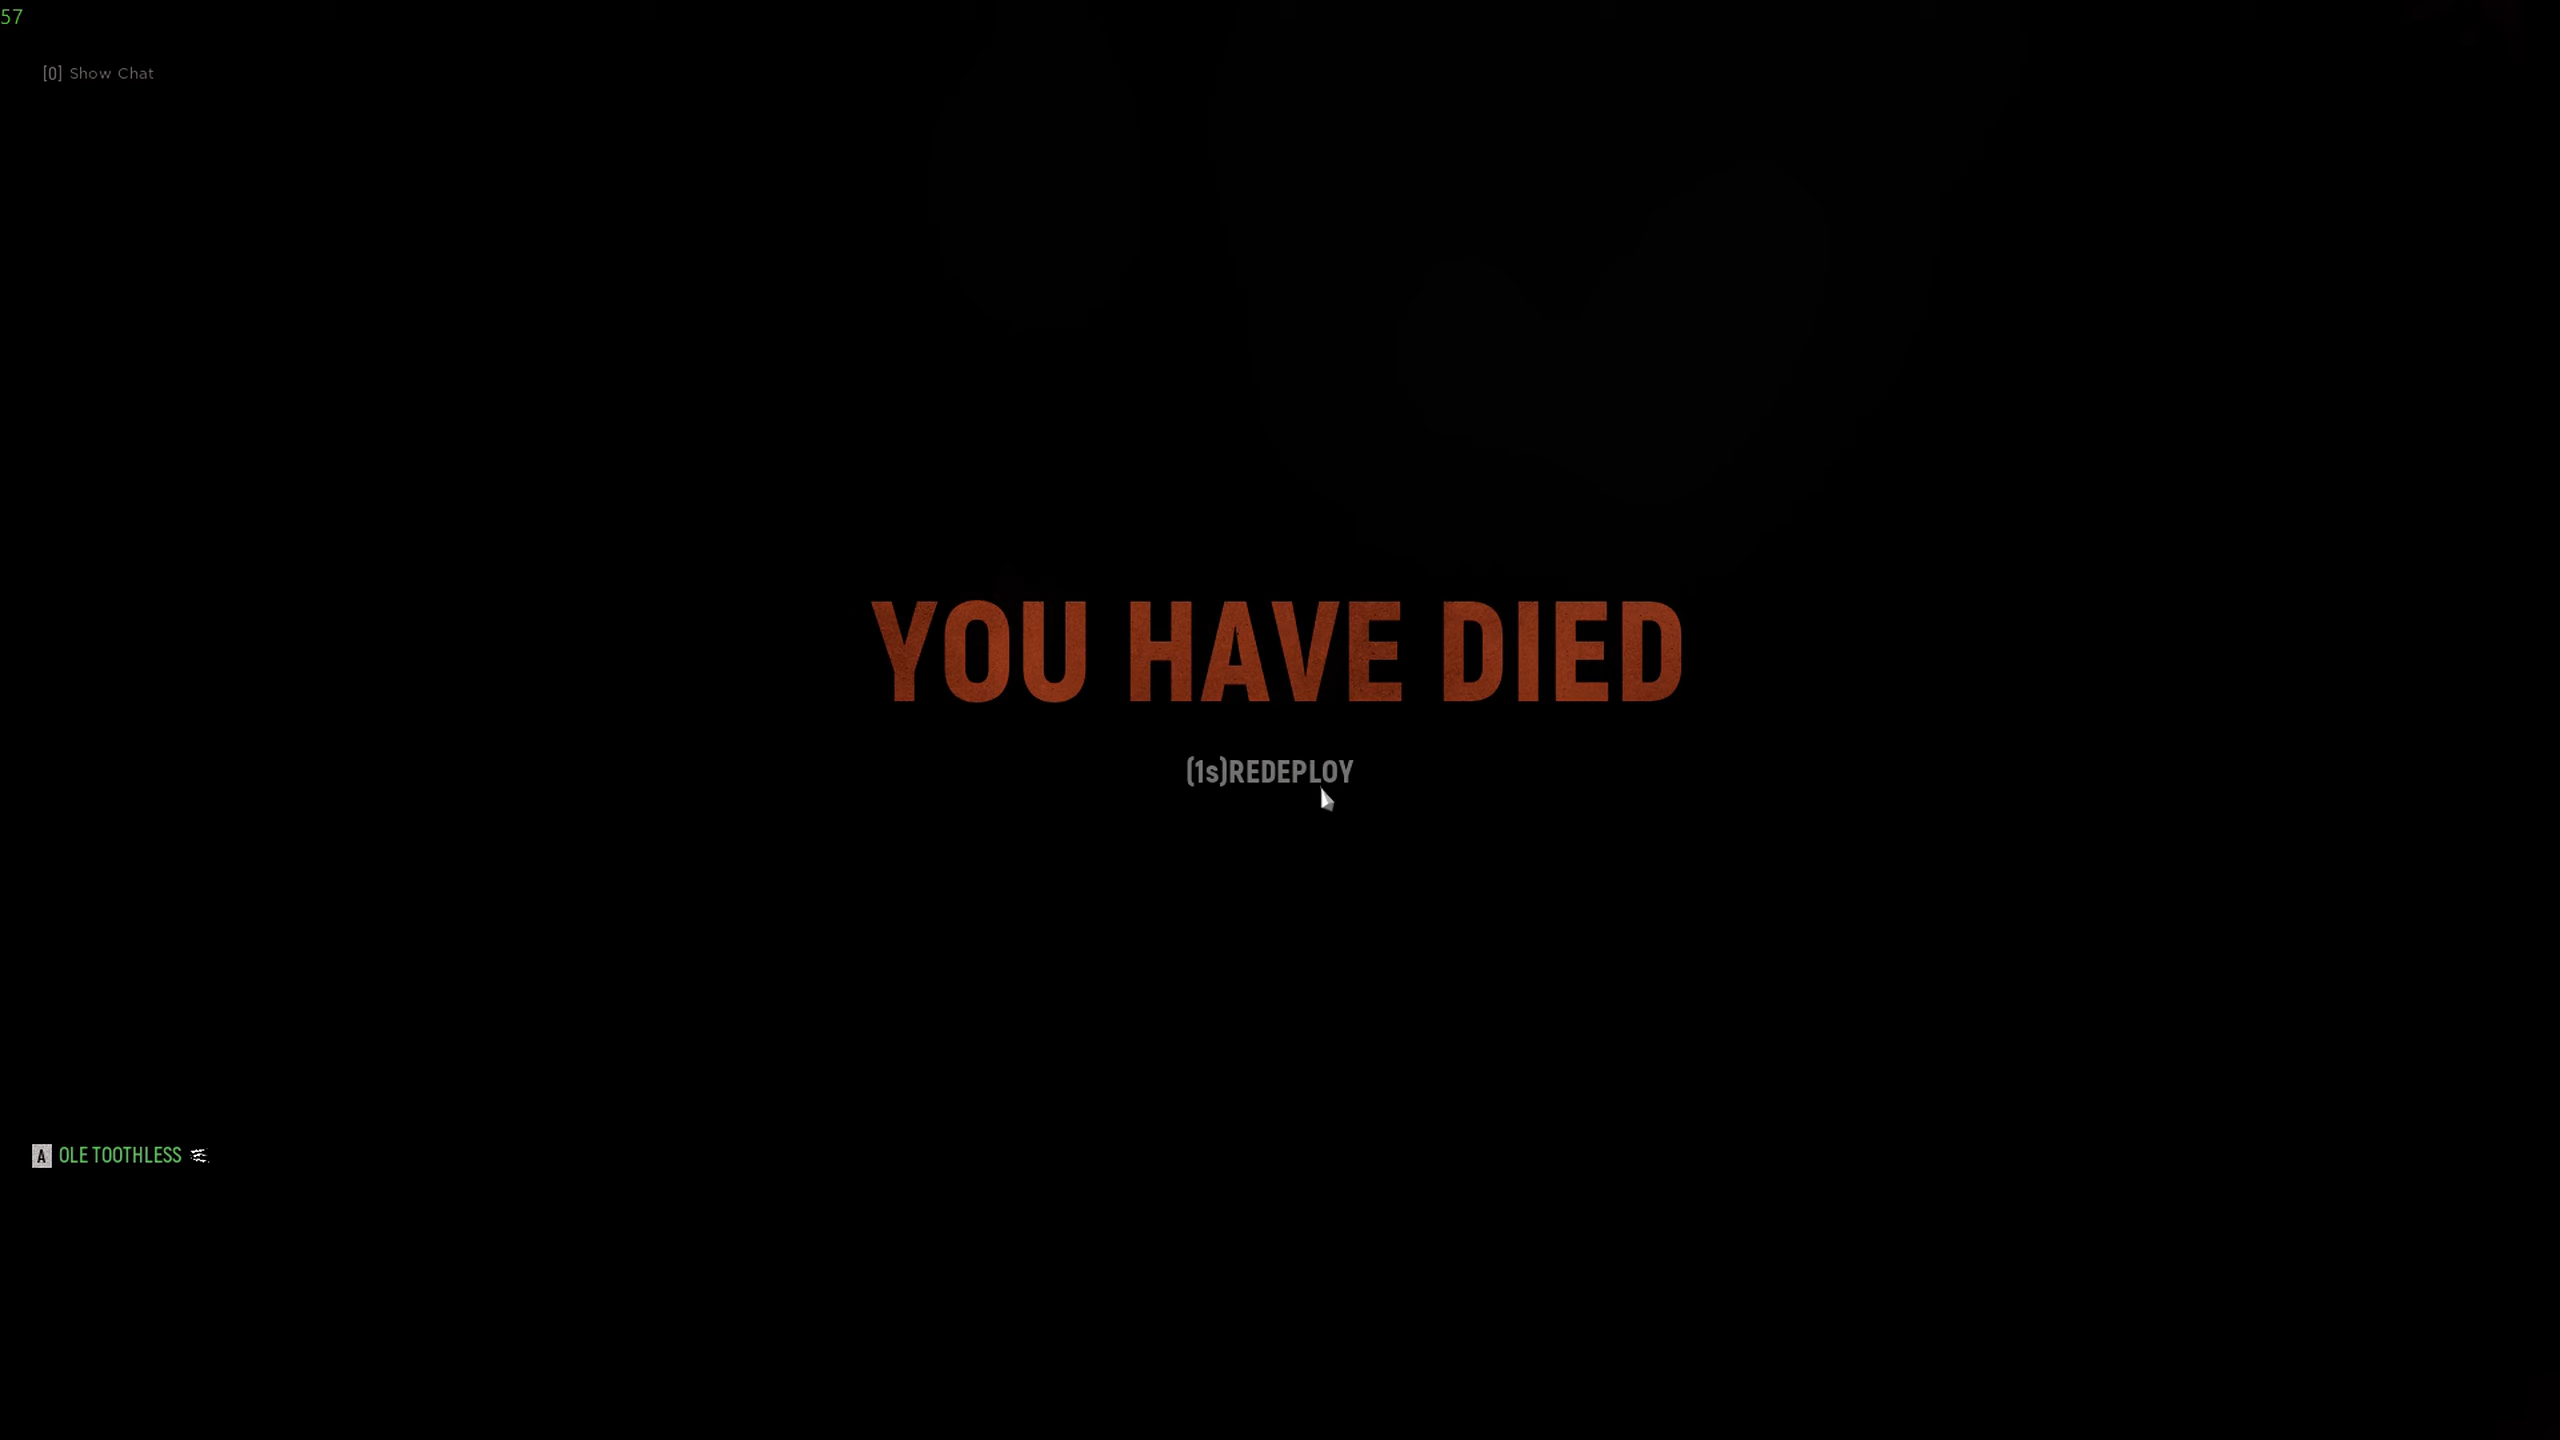 57
[0] Show Chat
YOU HAVE DIED
(1s)REDEPLOY
A OLE TOOTHLESS